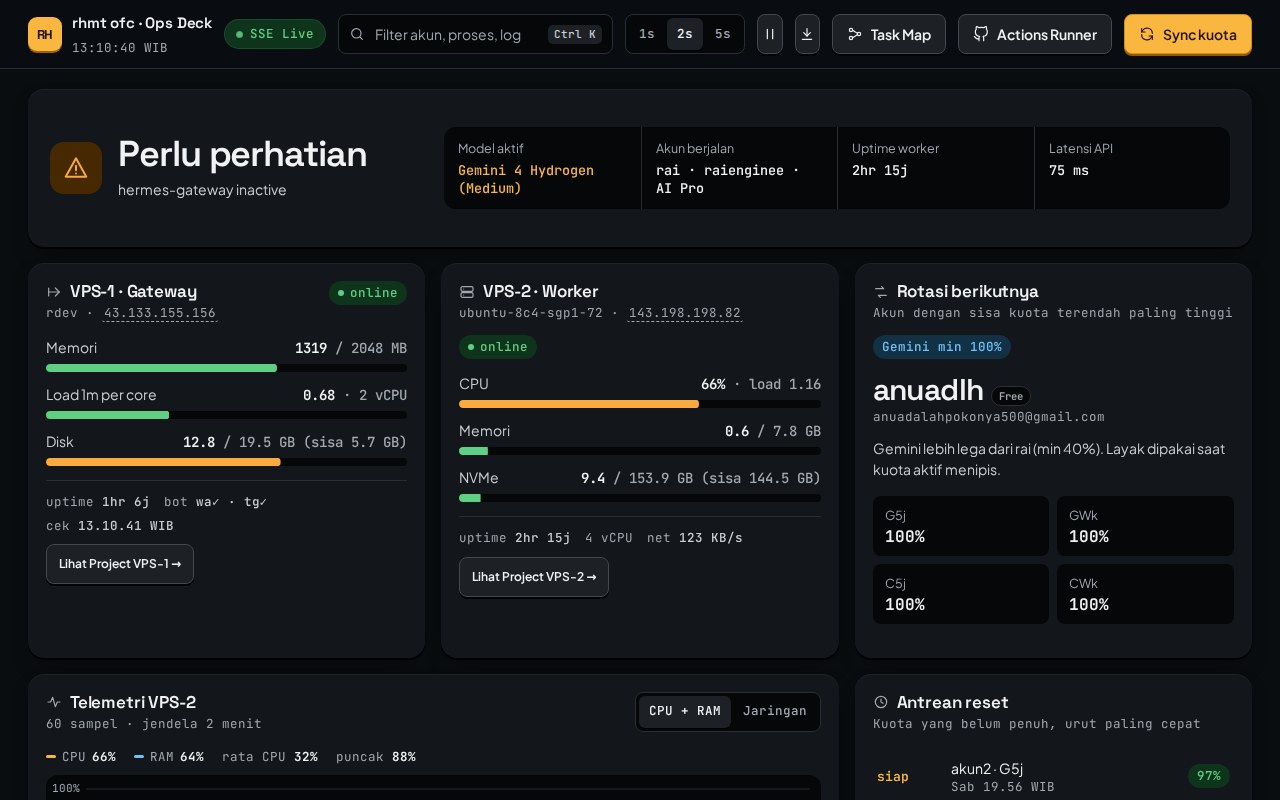 RH
rhmt ofc · Ops Deck
13:10:40 WIB
SSE Live
Filter akun, proses, log
Ctrl K
1s 2s 5s
Task Map
Actions Runner
Sync kuota
Perlu perhatian
hermes-gateway inactive
Model aktif
Gemini 4 Hydrogen
(Medium)
Akun berjalan
rai · raienginee ·
AI Pro
Uptime worker
2hr 15j
Latensi API
75 ms
VPS-1 · Gateway
online
rdev · 43.133.155.156
Memori 1319 / 2048 MB
Load 1m per core 0.68 · 2 vCPU
Disk 12.8 / 19.5 GB (sisa 5.7 GB)
uptime 1hr 6j bot wa✓ · tg✓
cek 13.10.41 WIB
Lihat Project VPS-1 →
VPS-2 · Worker
ubuntu-8c4-sgp1-72 · 143.198.198.82
online
CPU 66% · load 1.16
Memori 0.6 / 7.8 GB
NVMe 9.4 / 153.9 GB (sisa 144.5 GB)
uptime 2hr 15j 4 vCPU net 123 KB/s
Lihat Project VPS-2 →
Rotasi berikutnya
Akun dengan sisa kuota terendah paling tinggi
Gemini min 100%
anuadlh Free
anuadalahpokonya500@gmail.com
Gemini lebih lega dari rai (min 40%). Layak dipakai saat
kuota aktif menipis.
G5j
100%
GWk
100%
C5j
100%
CWk
100%
Telemetri VPS-2
60 sampel · jendela 2 menit
CPU + RAM Jaringan
CPU 66% RAM 64% rata CPU 32% puncak 88%
100%
Antrean reset
Kuota yang belum penuh, urut paling cepat
siap
akun2 · G5j
Sab 19.56 WIB
97%